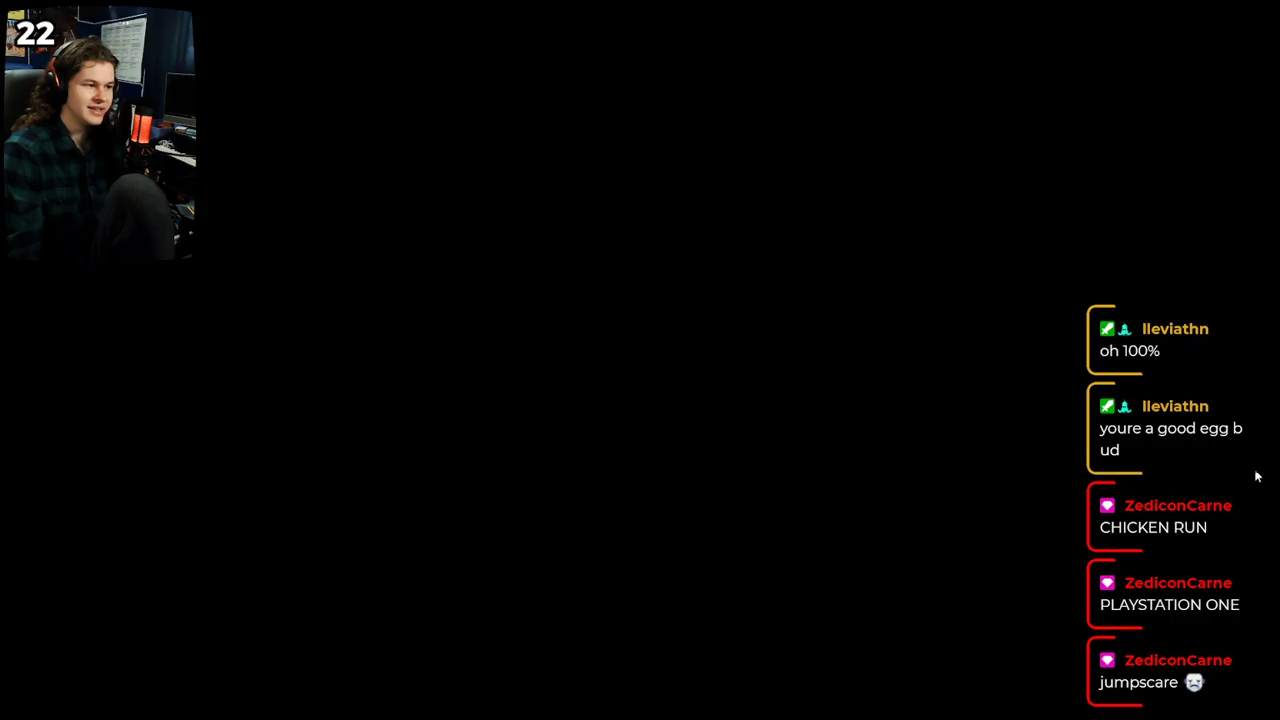 22
lleviathn
oh 100%
lleviathn
youre a good egg b
ud
ZediconCarne
CHICKEN RUN
ZediconCarne
PLAYSTATION ONE
ZediconCarne
jumpscare